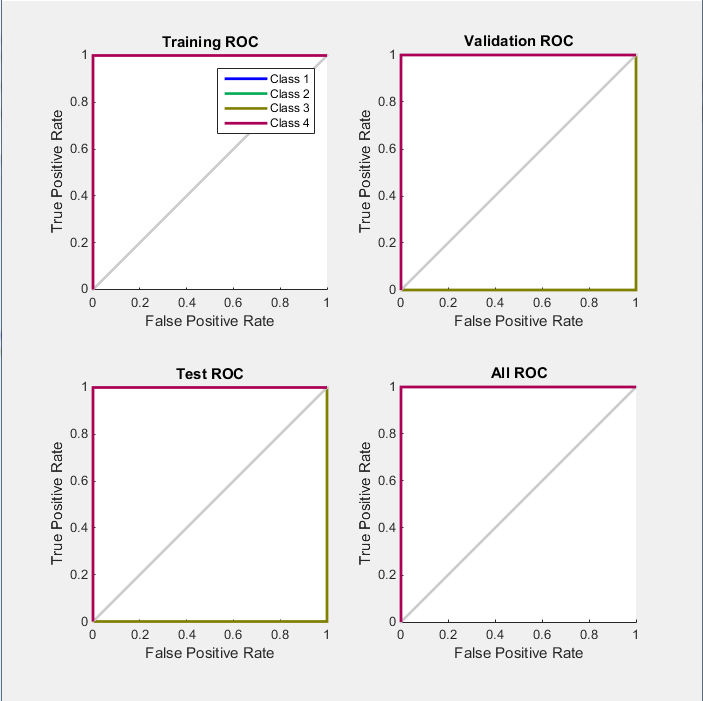 Training ROC
1
0.8
0.6
0.4
0.2
0
True Positive Rate
Class 1
Class 2
Class 3
Class 4
0 0.2 0.4 0.6 0.8 1
False Positive Rate
Validation ROC
1
0.8
0.6
0.4
0.2
0
True Positive Rate
0 0.2 0.4 0.6 0.8 1
False Positive Rate
Test ROC
1
0.8
0.6
0.4
0.2
0
True Positive Rate
0 0.2 0.4 0.6 0.8 1
False Positive Rate
All ROC
1
0.8
0.6
0.4
0.2
0
True Positive Rate
0 0.2 0.4 0.6 0.8 1
False Positive Rate